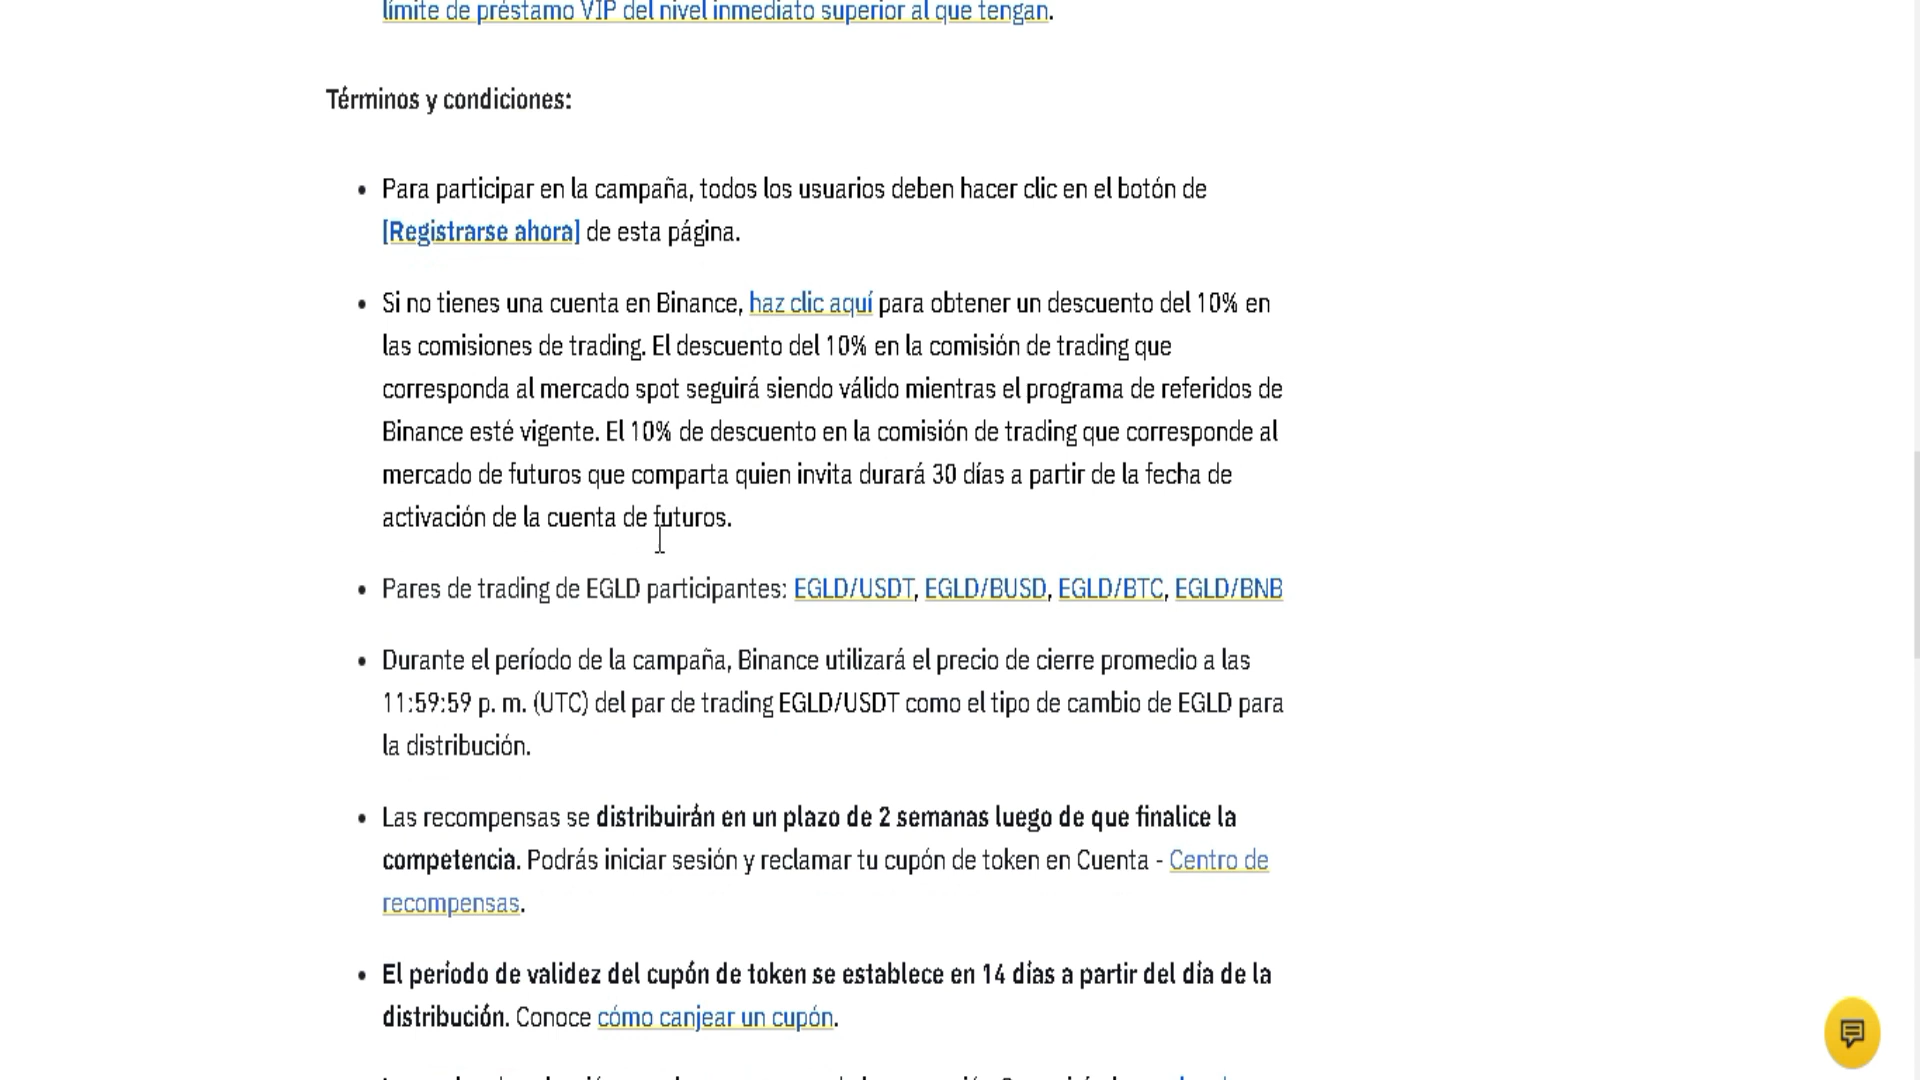 límite de préstamo VIP del nivel inmediato superior al que tengan.
Términos y condiciones:
• Para participar en la campaña, todos los usuarios deben hacer clic en el botón de
[Registrarse ahora] de esta página.
• Si no tienes una cuenta en Binance, haz clic aquí para obtener un descuento del 10% en
las comisiones de trading. El descuento del 10% en la comisión de trading que
corresponda al mercado spot seguirá siendo válido mientras el programa de referidos de
Binance esté vigente. El 10% de descuento en la comisión de trading que corresponde al
mercado de futuros que comparta quien invita durará 30 días a partir de la fecha de
activación de la cuenta de futuros.
• Pares de trading de EGLD participantes: EGLD/USDT, EGLD/BUSD, EGLD/BTC, EGLD/BNB
• Durante el período de la campaña, Binance utilizará el precio de cierre promedio a las
11:59:59 p. m. (UTC) del par de trading EGLD/USDT como el tipo de cambio de EGLD para
la distribución.
• Las recompensas se distribuirán en un plazo de 2 semanas luego de que finalice la
competencia. Podrás iniciar sesión y reclamar tu cupón de token en Cuenta - Centro de
recompensas.
• El período de validez del cupón de token se establece en 14 días a partir del día de la
distribución. Conoce cómo canjear un cupón.